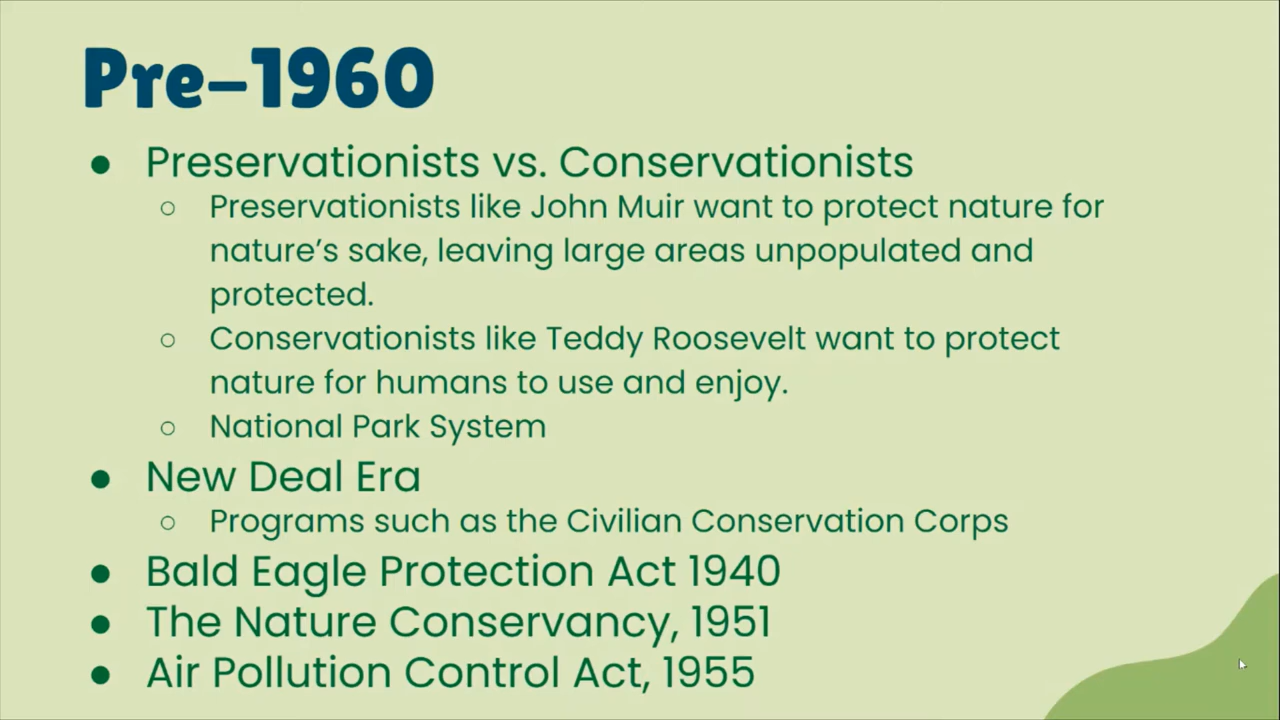 Pre-1960
● Preservationists vs. Conservationists
○ Preservationists like John Muir want to protect nature for
nature’s sake, leaving large areas unpopulated and
protected.
○ Conservationists like Teddy Roosevelt want to protect
nature for humans to use and enjoy.
○ National Park System
● New Deal Era
○ Programs such as the Civilian Conservation Corps
● Bald Eagle Protection Act 1940
● The Nature Conservancy, 1951
● Air Pollution Control Act, 1955